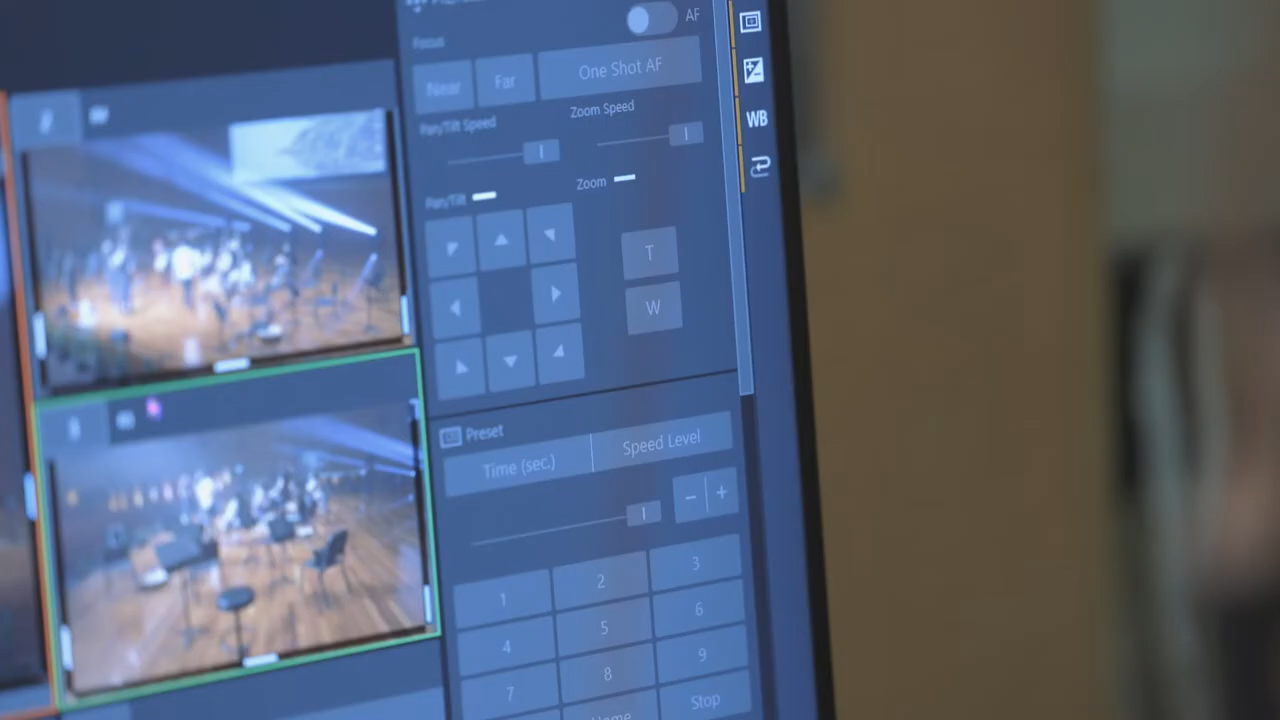 AF
Focus
Near Far One Shot AF
Pan/Tilt Speed Zoom Speed
Pan/Tilt Zoom
T
W
WB
Preset
Time (sec.) Speed Level
- +
1 2 3
4 5 6
7 8 9
Home Stop